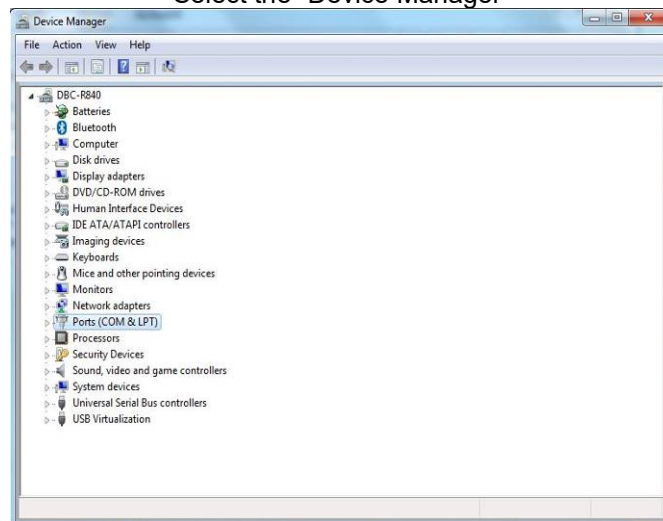 Select the "Device Manager"
Device Manager
File Action View Help
DBC-R840
Batteries
Bluetooth
Computer
Disk drives
Display adapters
DVD/CD-ROM drives
Human Interface Devices
IDE ATA/ATAPI controllers
Imaging devices
Keyboards
Mice and other pointing devices
Monitors
Network adapters
Ports (COM & LPT)
Processors
Security Devices
Sound, video and game controllers
System devices
Universal Serial Bus controllers
USB Virtualization